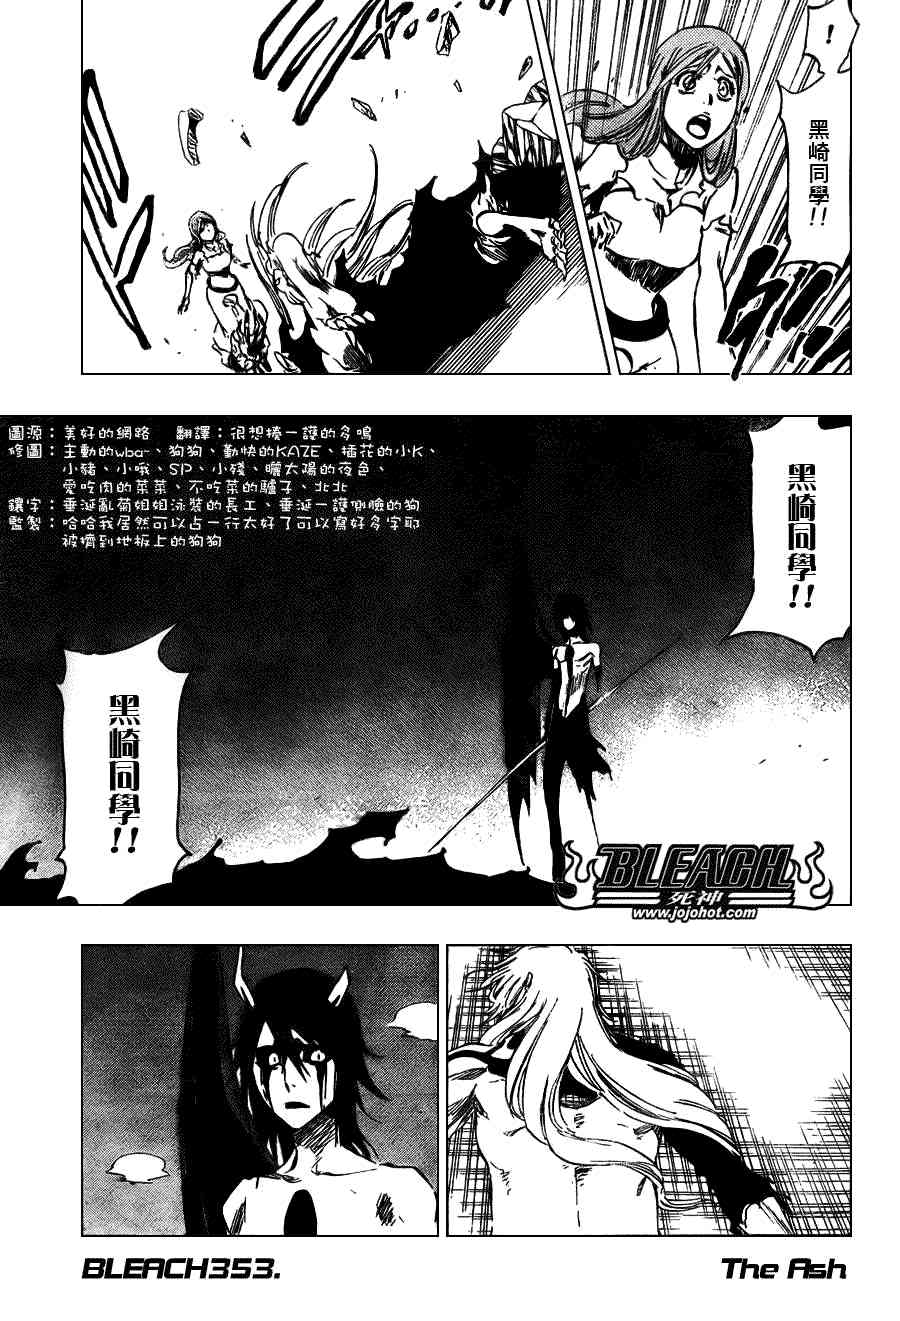 !
黑崎同學!!
圖源：美好的網路　翻譯：很想揍一護的多鳴
修圖：主動的wba-、狗狗、勤快的KAZE、插花的小K、
小豬、小哦、SIP、小殘、曬太陽的夜色、
愛吃肉的菜菜、不吃菜的驢子、北北
鑲字：垂涎亂菊姐姐泳裝的長工、垂涎一護側臉的狗
監製：哈哈我居然可以占一行太好了可以寫好多字耶
被擠到地板上的狗狗
黑崎同學!!
黑崎同學!!
BLEACH
死神
www.jojohot.com
BLEACH353.
The Ash